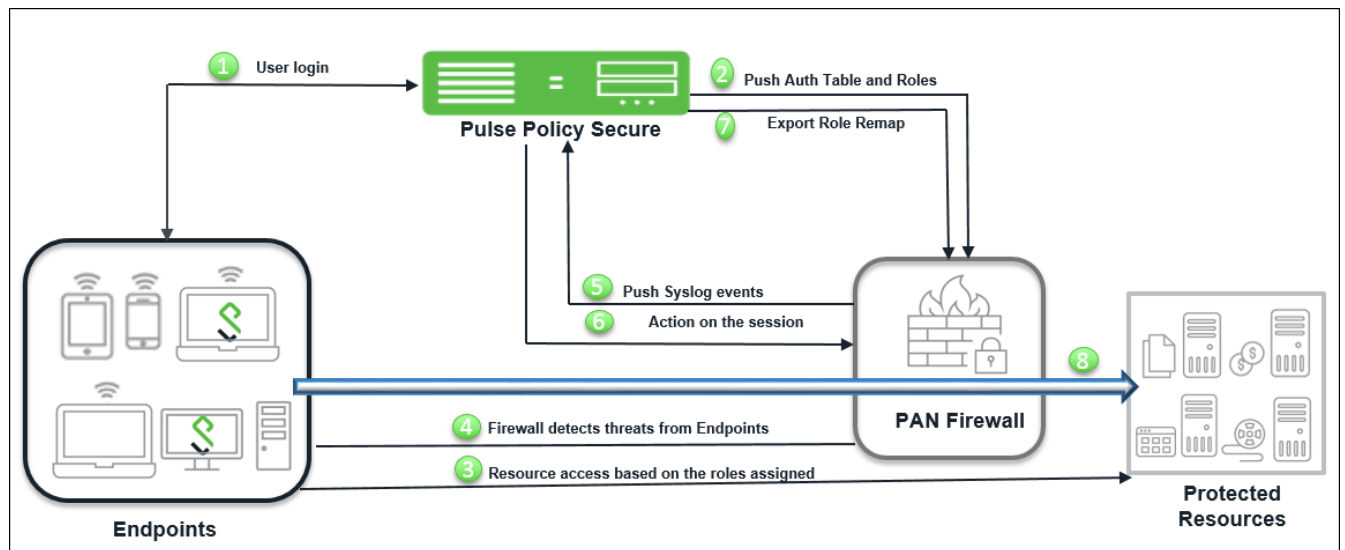 1 User login
2 Push Auth Table and Roles
7 Export Role Remap
=
Pulse Policy Secure
5 Push Syslog events
6 Action on the session
8
$
$
PAN Firewall
4 Firewall detects threats from Endpoints
3 Resource access based on the roles assigned
Endpoints
Protected
Resources